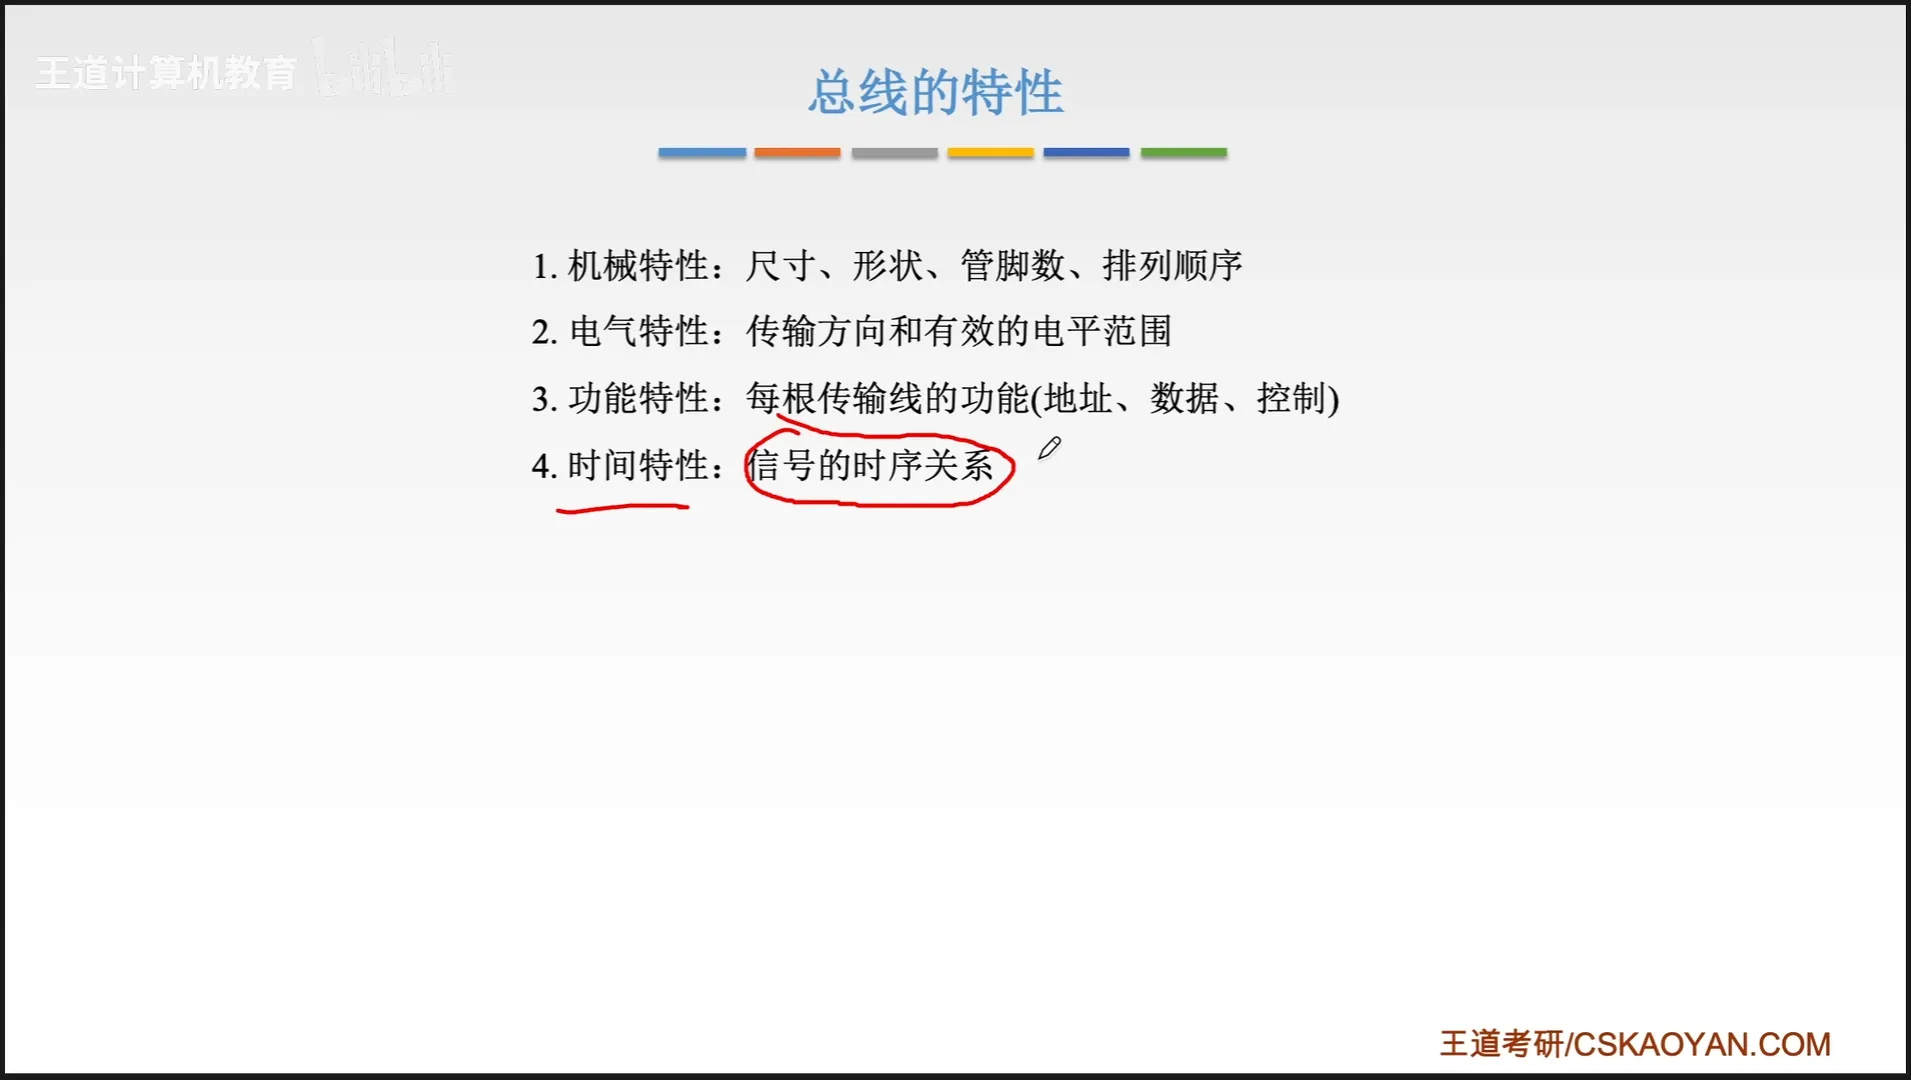 王道计算机教育 bilibili
总线的特性
1. 机械特性：尺寸、形状、管脚数、排列顺序
2. 电气特性：传输方向和有效的电平范围
3. 功能特性：每根传输线的功能(地址、数据、控制)
4. 时间特性：信号的时序关系
王道考研/CSKAOYAN.COM